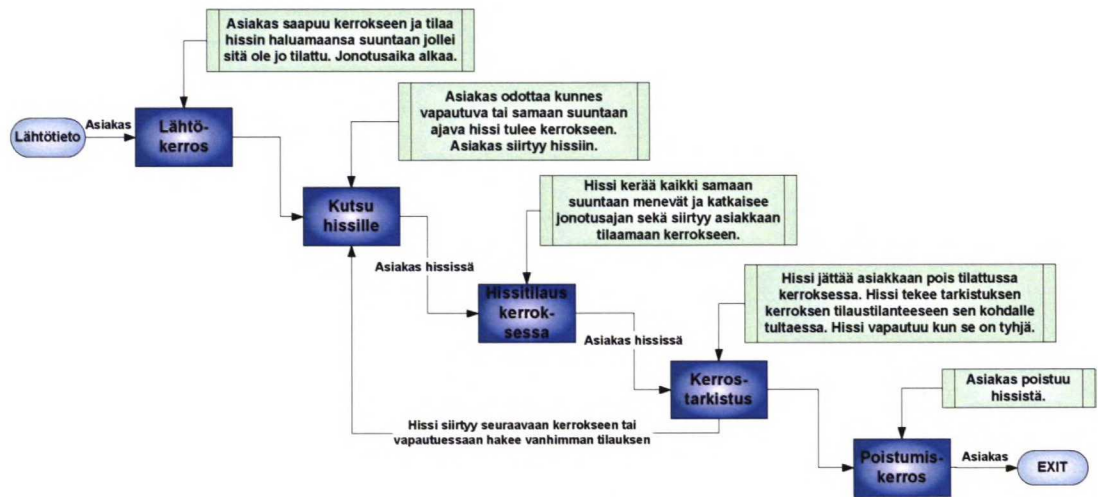 Asiakas saapuu kerrokseen ja tilaa
hissin haluamaansa suuntaan jollei
sitä ole jo tilattu. Jonotusaika alkaa.
Lähtötieto
Asiakas
Lähtö-
kerros
Asiakas odottaa kunnes
vapautuva tai samaan suuntaan
ajava hissi tulee kerrokseen.
Asiakas siirtyy hissiin.
Kutsu
hissille
Hissi kerää kaikki samaan
suuntaan menevät ja katkaisee
jonotusajan sekä siirtyy asiakkaan
tilaamaan kerrokseen.
Asiakas hississä
Hissitilaus
kerrok-
sessa
Hissi jättää asiakkaan pois tilattussa
kerroksessa. Hissi tekee tarkistuksen
kerroksen tilaustilanteeseen sen kohdalle
tultaessa. Hissi vapautuu kun se on tyhjä.
Asiakas hississä
Kerros-
tarkistus
Hissi siirtyy seuraavaan kerrokseen tai
vapautuessaan hakee vanhimman tilauksen
Asiakas poistuu
hissistä.
Poistumis-
kerros
Asiakas
EXIT